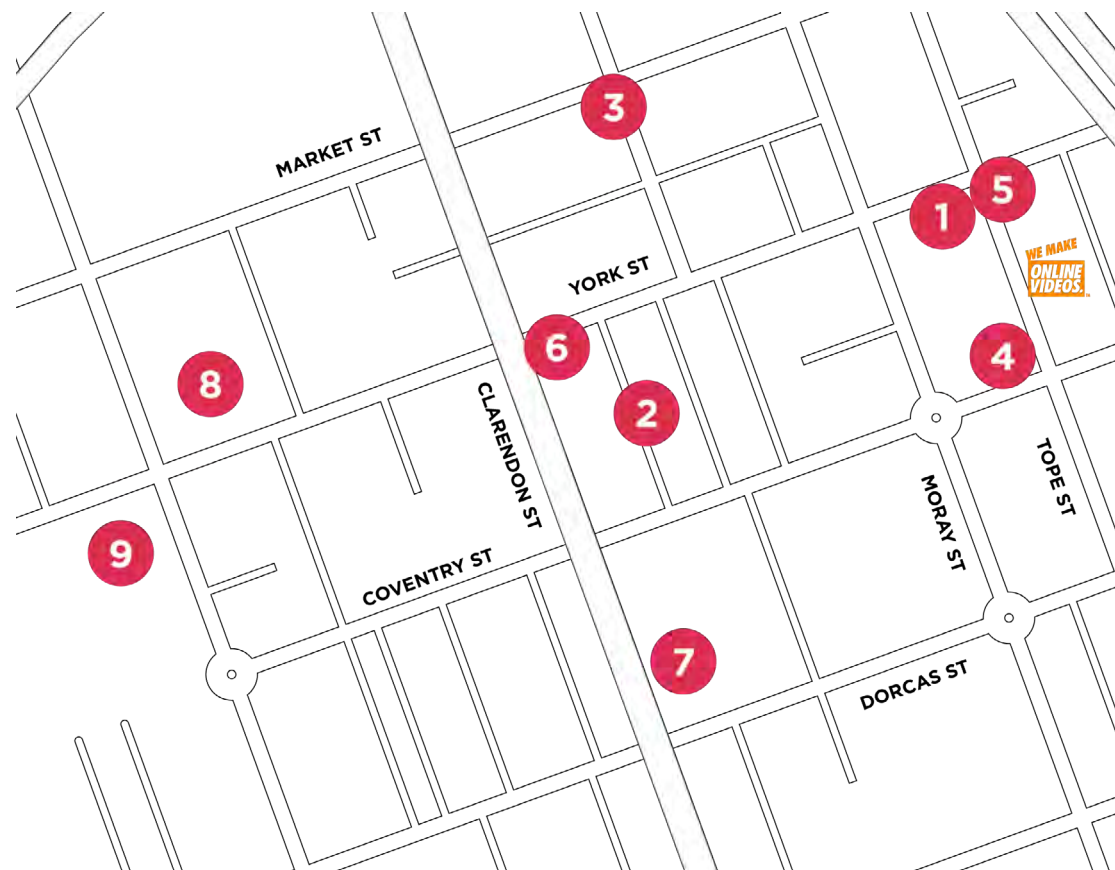 MARKET ST
3
5
1
WE MAKE
ONLINE
VIDEOS.
YORK ST
6
4
8
2
CLARENDON ST
TOPE ST
MORAY ST
9
COVENTRY ST
7
DORCAS ST